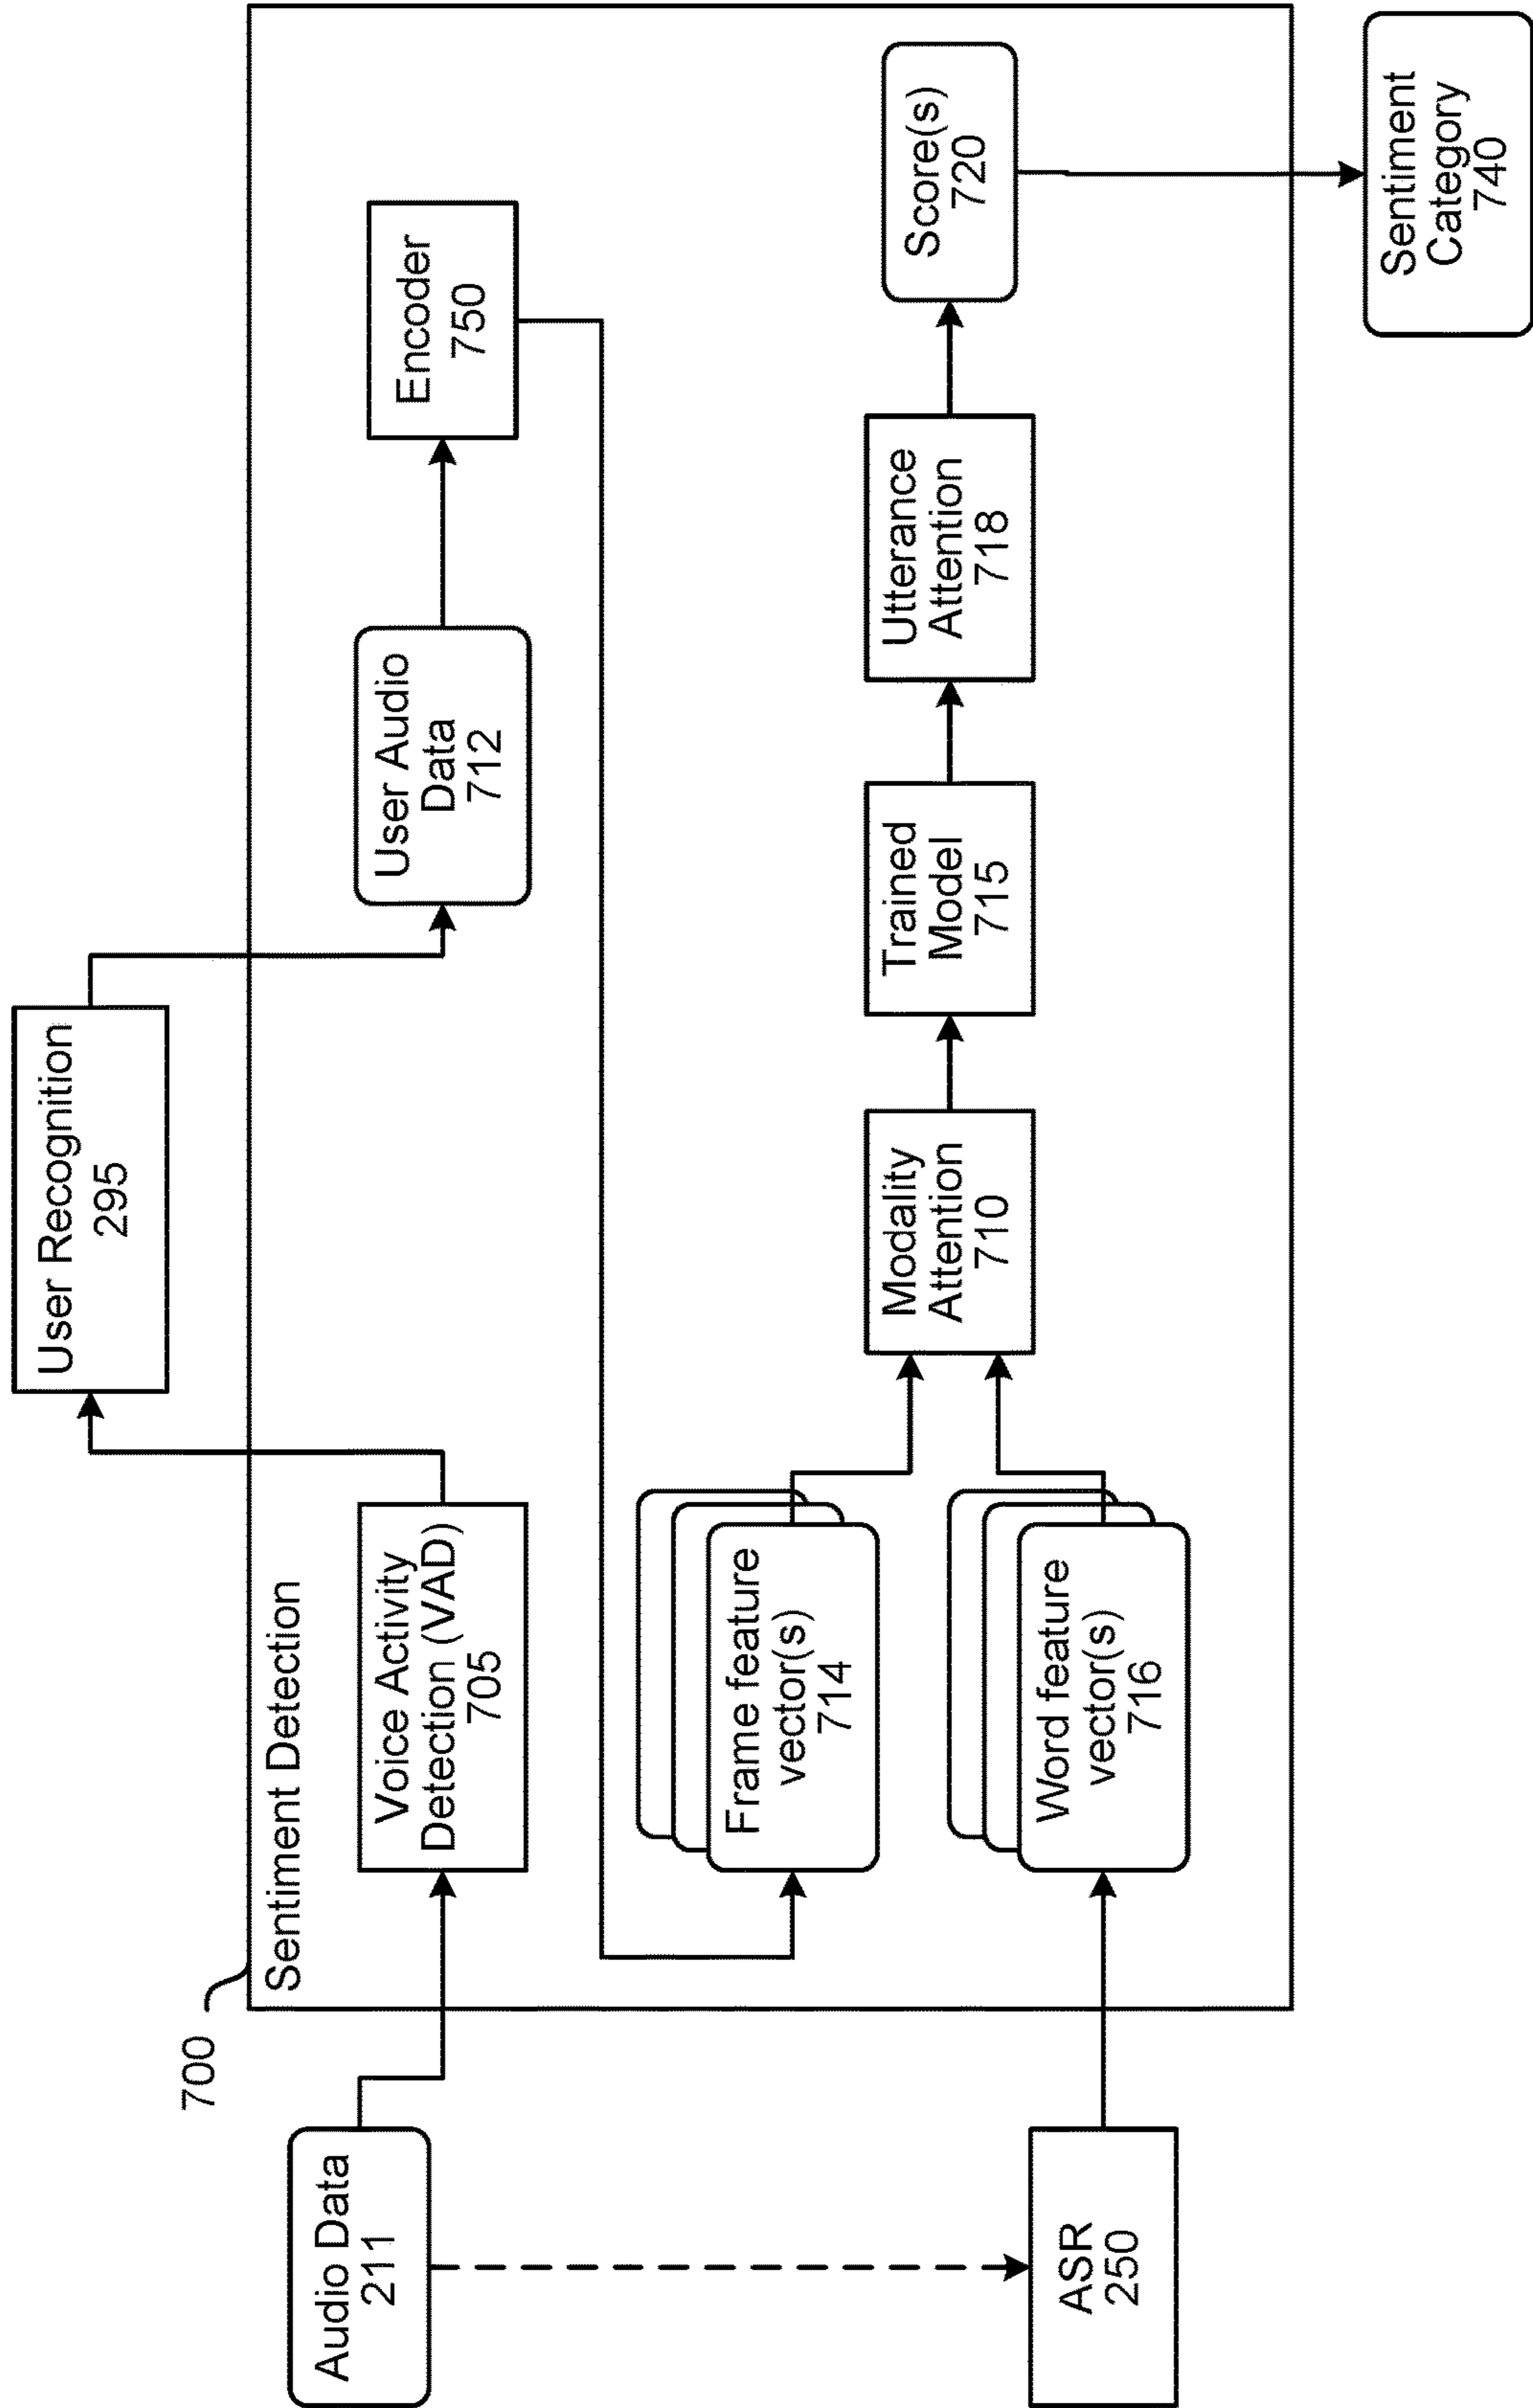 User Recognition
295
700
Sentiment Detection
Audio Data
211
Voice Activity
Detection (VAD)
705
User Audio
Data
712
Encoder
750
Frame feature
vector(s)
714
Word feature
vector(s)
716
Modality
Attention
710
Trained
Model
715
Utterance
Attention
718
Score(s)
720
ASR
250
Sentiment
Category
740